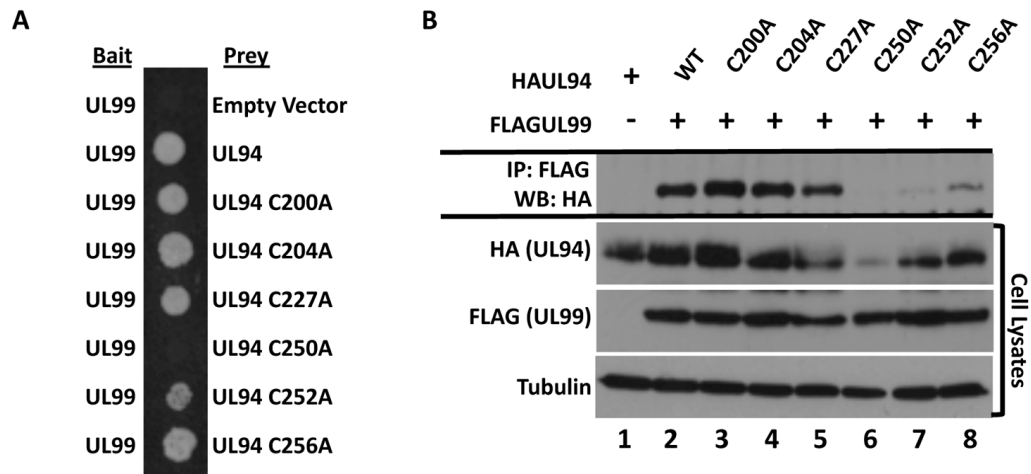 A
Bait Prey
UL99 Empty Vector
UL99 UL94
UL99 UL94 C200A
UL99 UL94 C204A
UL99 UL94 C227A
UL99 UL94 C250A
UL99 UL94 C252A
UL99 UL94 C256A
B
WT C200A C204A C227A C250A C252A C256A
HAUL94 +
FLAGUL99 - + + + + + + +
IP: FLAG
WB: HA
HA (UL94)
FLAG (UL99)
Tubulin
Cell Lysates
1 2 3 4 5 6 7 8